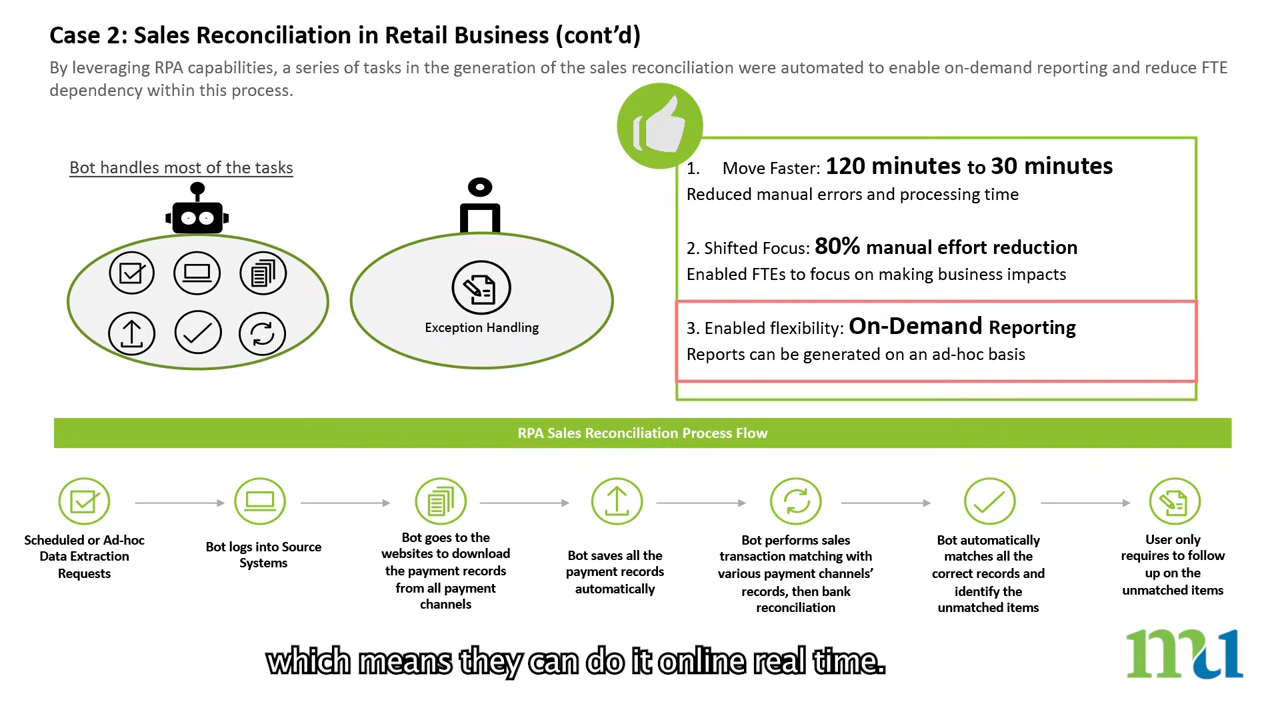 Case 2: Sales Reconciliation in Retail Business (cont’d)
By leveraging RPA capabilities, a series of tasks in the generation of the sales reconciliation were automated to enable on-demand reporting and reduce FTE
dependency within this process.
Bot handles most of the tasks
Exception Handling
1. Move Faster: 120 minutes to 30 minutes
Reduced manual errors and processing time
2. Shifted Focus: 80% manual effort reduction
Enabled FTEs to focus on making business impacts
3. Enabled flexibility: On-Demand Reporting
Reports can be generated on an ad-hoc basis
RPA Sales Reconciliation Process Flow
Scheduled or Ad-hoc
Data Extraction
Requests
Bot logs into Source
Systems
Bot goes to the
websites to download
the payment records
from all payment
channels
Bot saves all the
payment records
automatically
Bot performs sales
transaction matching with
various payment channels’
records, then bank
reconciliation
Bot automatically
matches all the
correct records and
identify the
unmatched items
User only
requires to follow
up on the
unmatched items
which means they can do it online real time.
mu